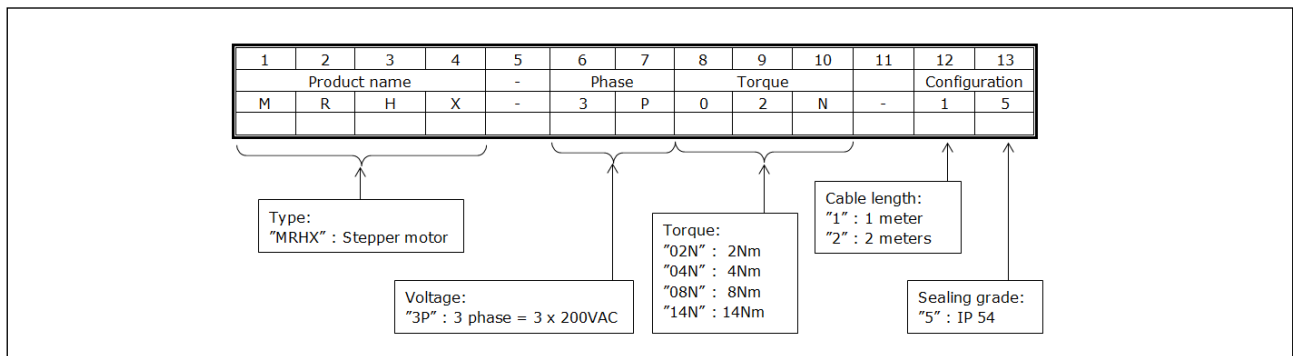 1 2 3 4 5 6 7 8 9 10 11 12 13
Product name - Phase Torque Configuration
M R H X - 3 P 0 2 N - 1 5
Type:
"MRHX" : Stepper motor
Voltage:
"3P" : 3 phase = 3 x 200VAC
Torque:
"02N" : 2Nm
"04N" : 4Nm
"08N" : 8Nm
"14N" : 14Nm
Cable length:
"1" : 1 meter
"2" : 2 meters
Sealing grade:
"5" : IP 54